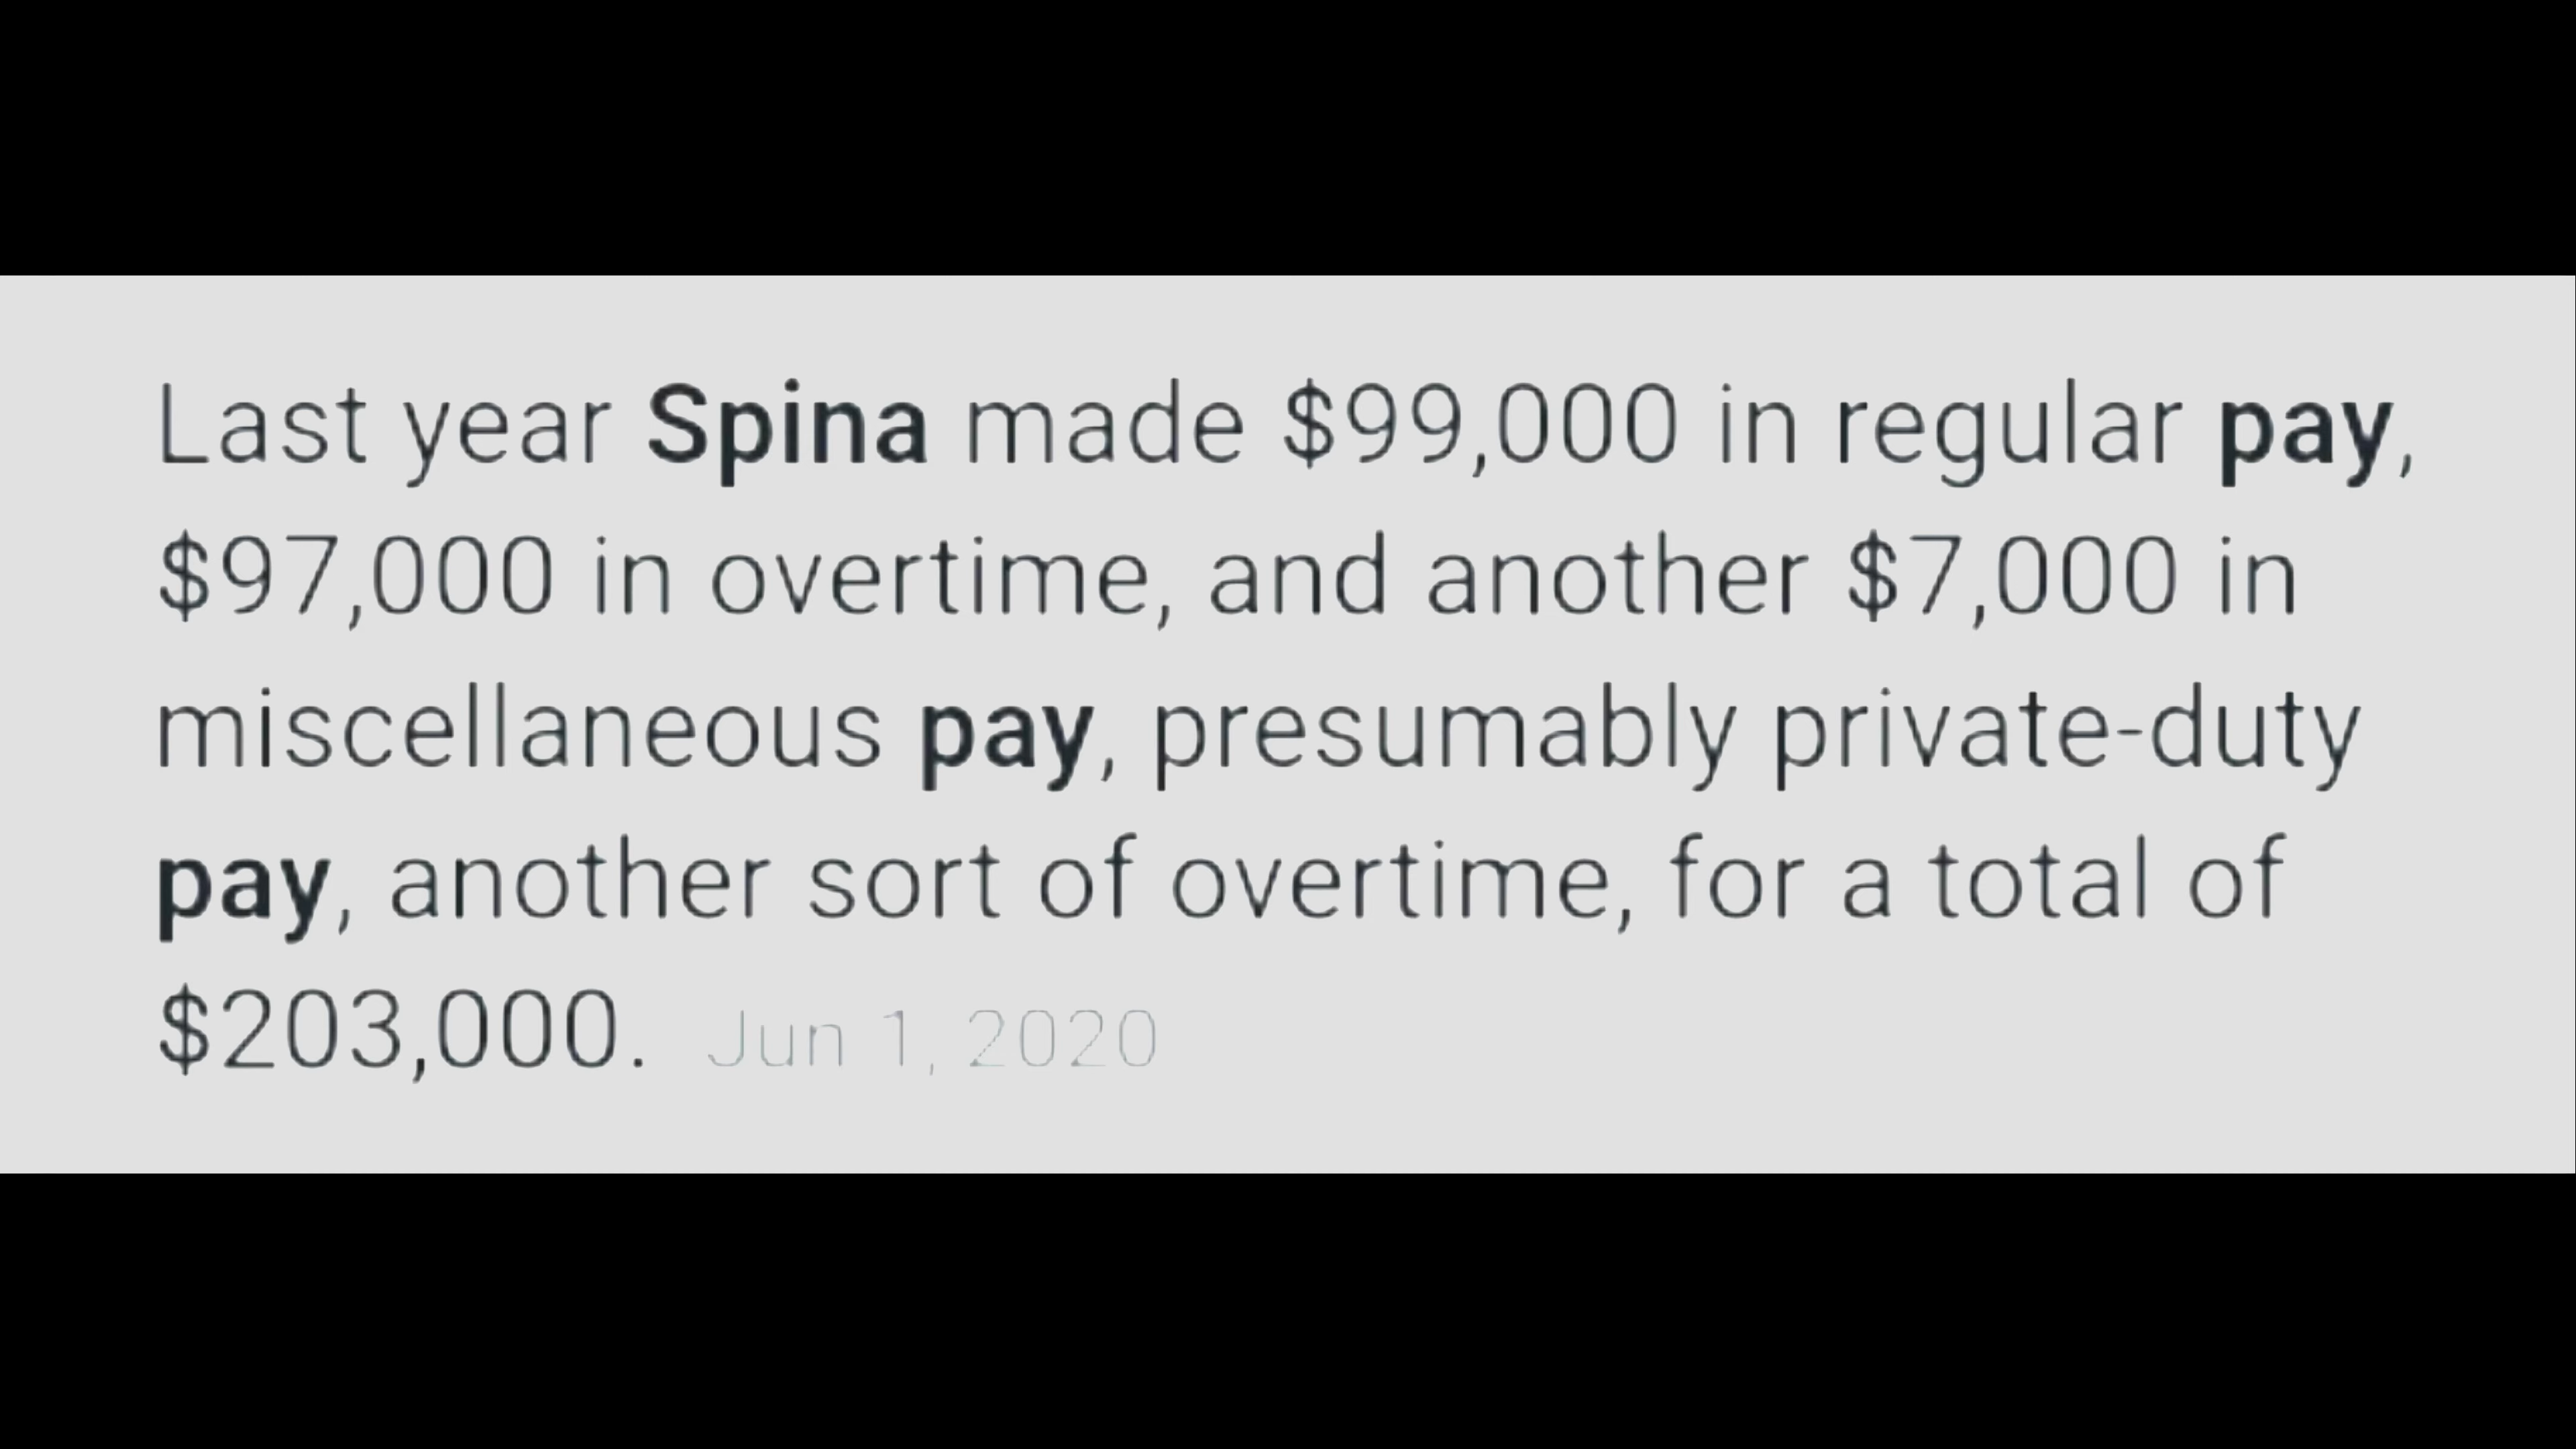 Last year Spina made $99,000 in regular pay,
$97,000 in overtime, and another $7,000 in
miscellaneous pay, presumably private-duty
pay, another sort of overtime, for a total of
$203,000. Jun 1, 2020